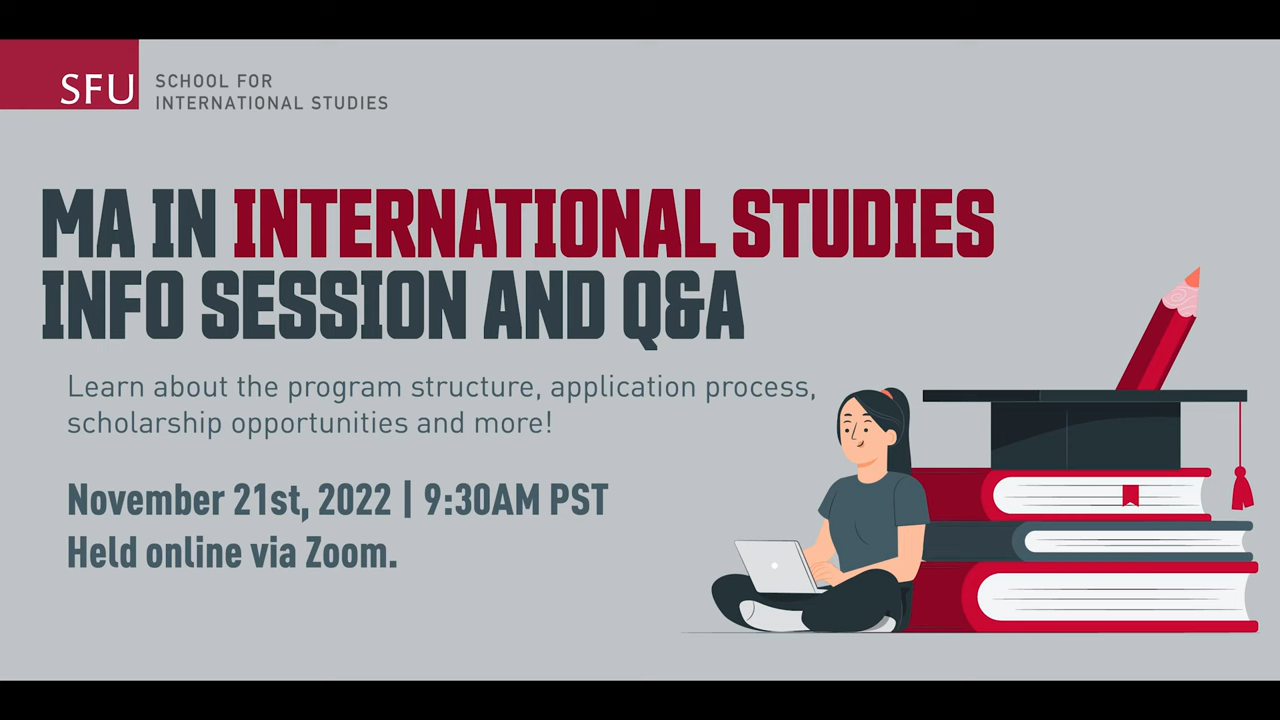 SFU
SCHOOL FOR
INTERNATIONAL STUDIES
MA IN INTERNATIONAL STUDIES
INFO SESSION AND Q&A
Learn about the program structure, application process,
scholarship opportunities and more!
November 21st, 2022 | 9:30AM PST
Held online via Zoom.